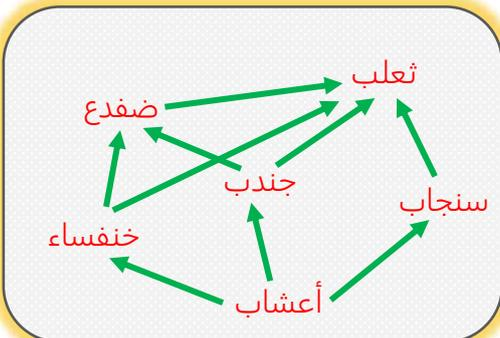 ثعلب
ضفدع
جندب
سنجاب
خنفساء
أعشاب